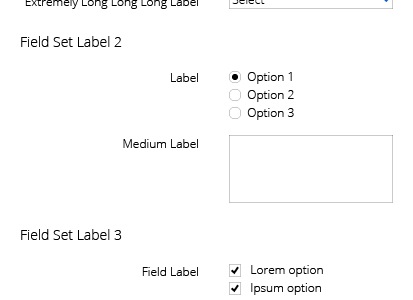 Extremely Long Long Long Label Select
Field Set Label 2
Label Option 1
Option 2
Option 3
Medium Label
Field Set Label 3
Field Label Lorem option
Ipsum option